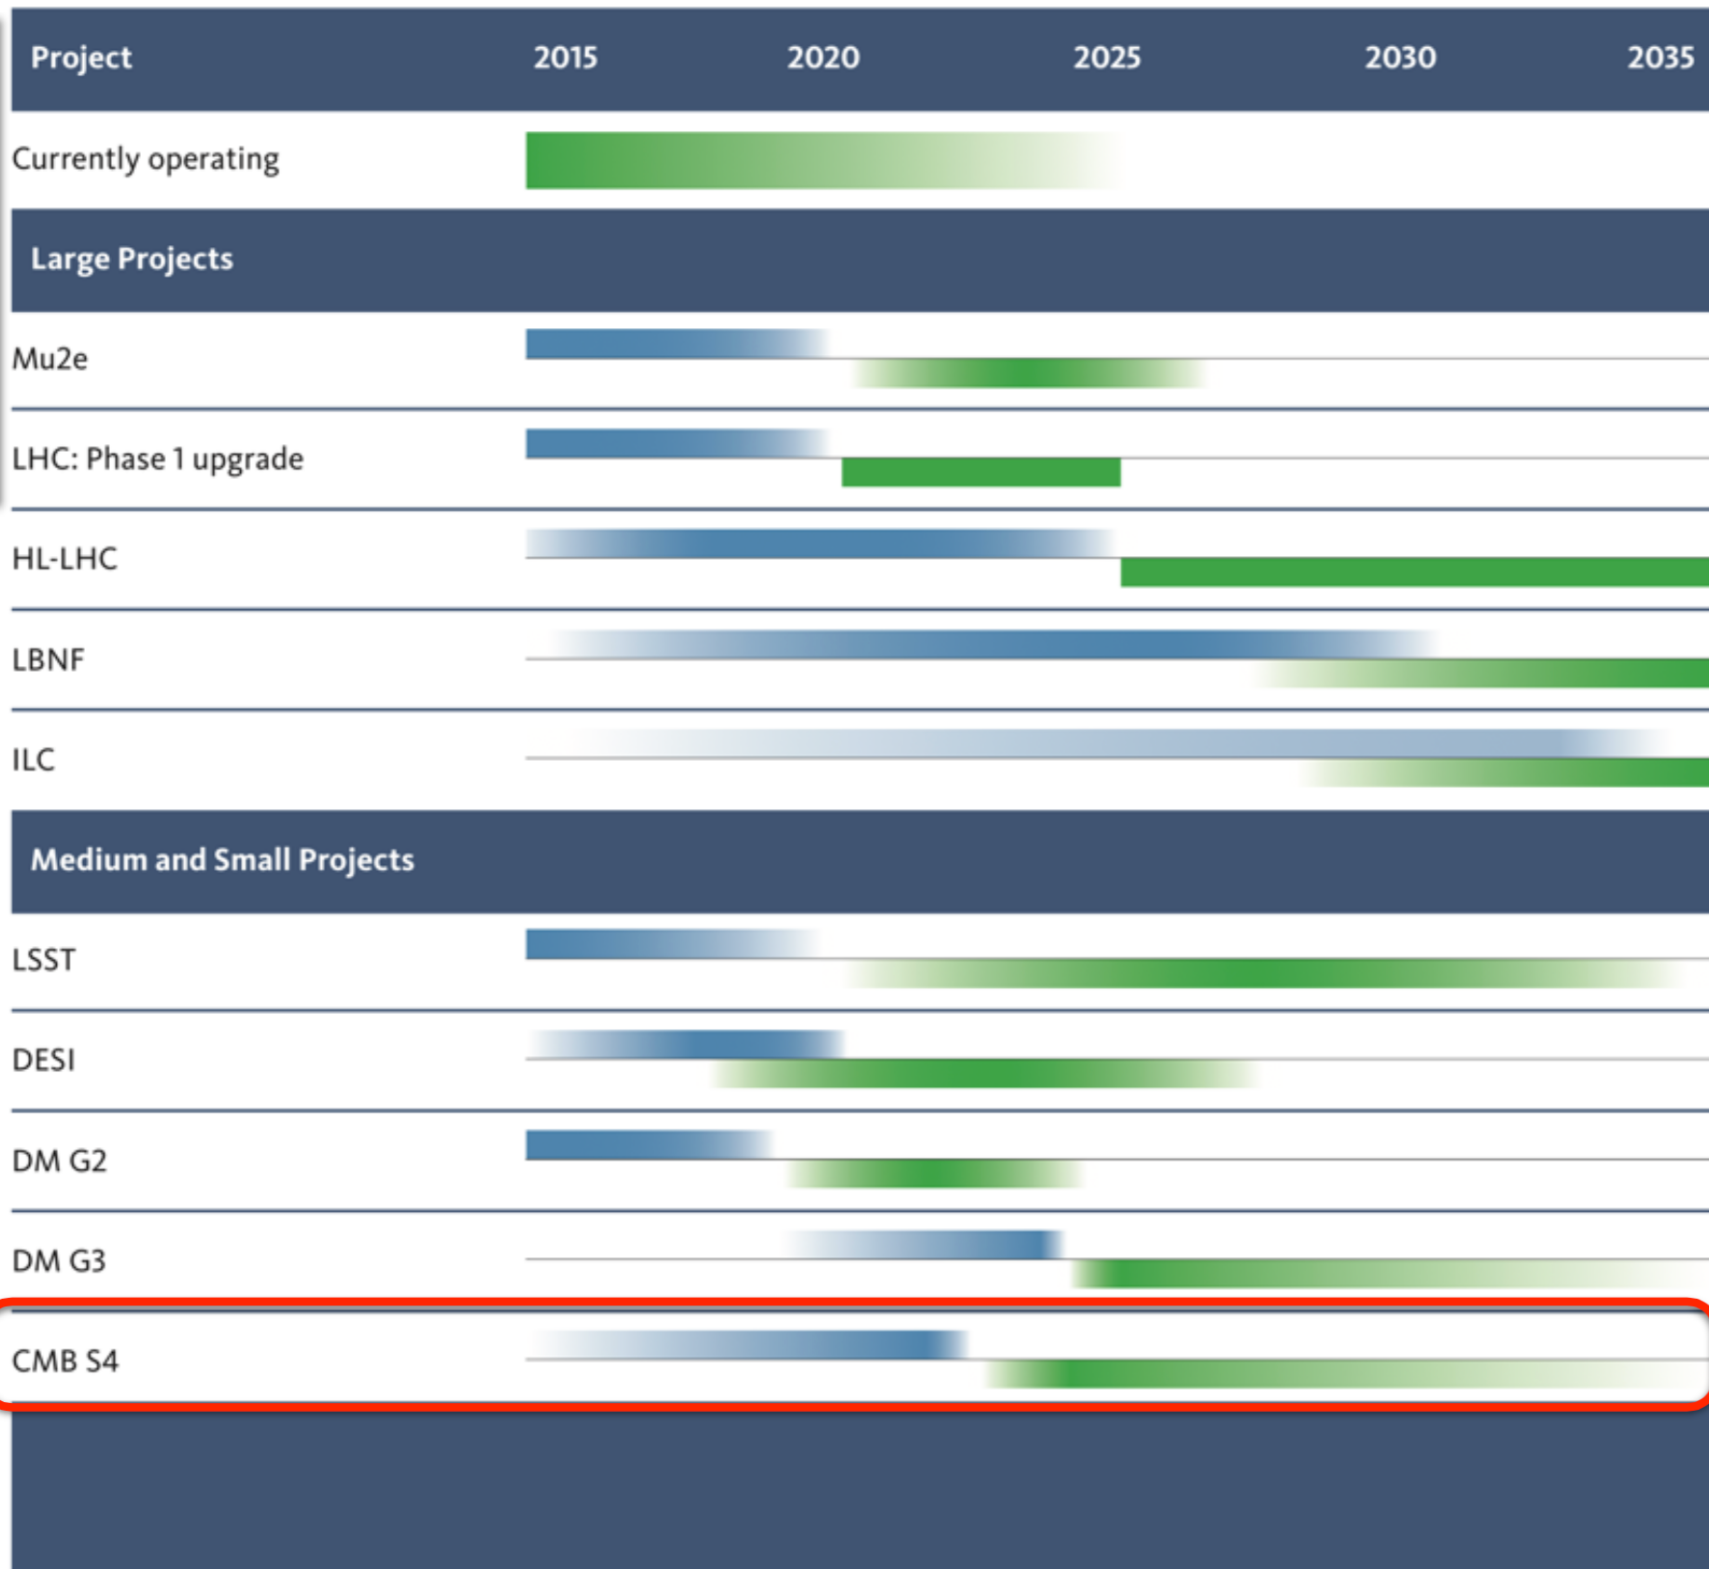 Project 2015 2020 2025 2030 2035
Currently operating
Large Projects
Mu2e
LHC: Phase 1 upgrade
HL-LHC
LBNF
ILC
Medium and Small Projects
LSST
DESI
DM G2
DM G3
CMB S4